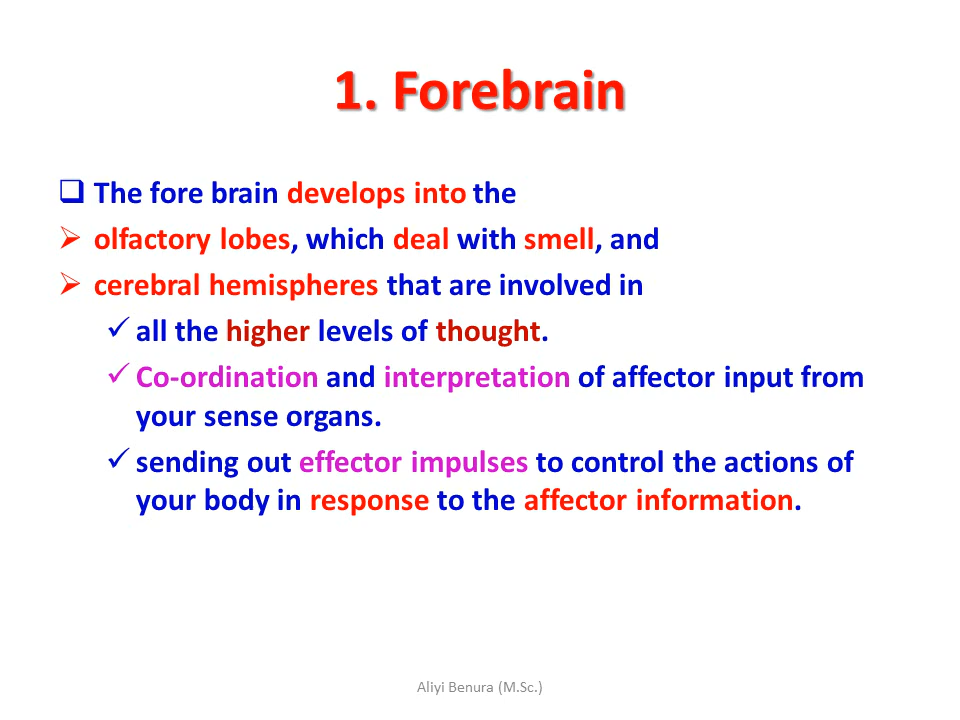 1. Forebrain
❑ The fore brain develops into the
➢ olfactory lobes, which deal with smell, and
➢ cerebral hemispheres that are involved in
✓ all the higher levels of thought.
✓ Co-ordination and interpretation of affector input from
your sense organs.
✓ sending out effector impulses to control the actions of
your body in response to the affector information.
Aliyi Benura (M.Sc.)